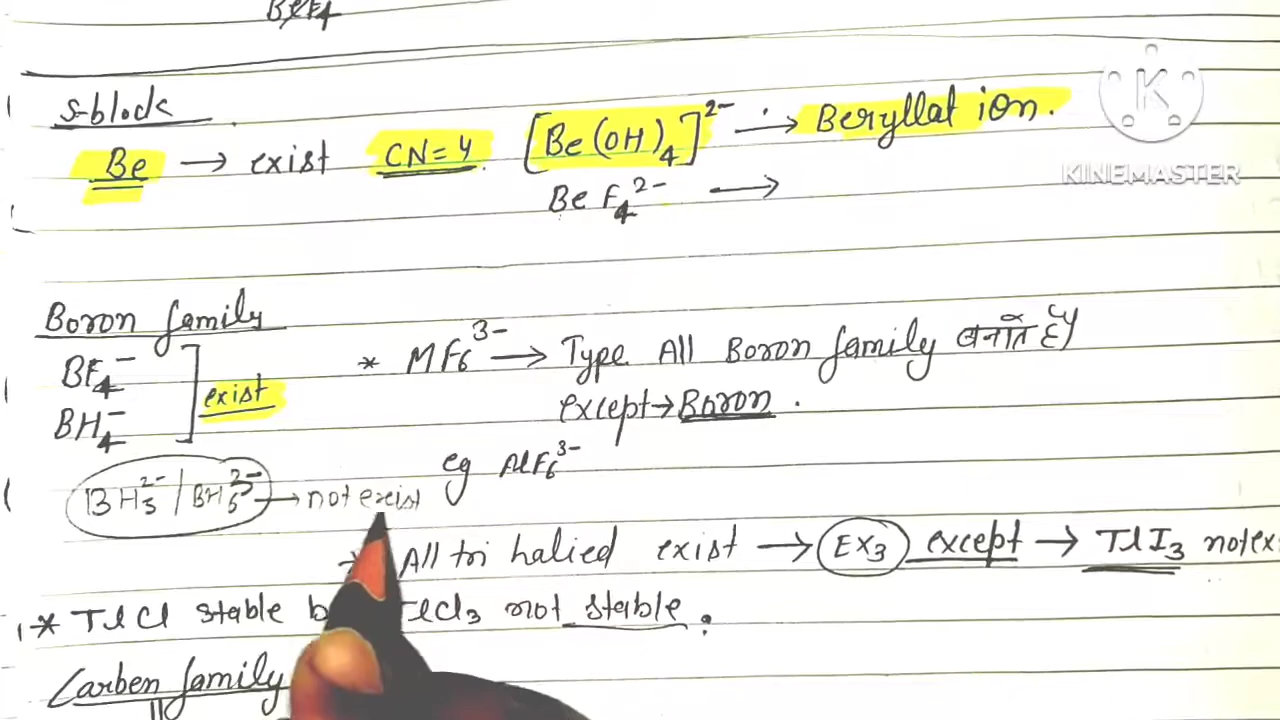 BeF4
s-block
Be → exist CN=4 [Be(OH)4]2- → Beryllat ion.
BeF4 2- →
K
KINEMASTER
Boron family
BF4-
BH4-
exist
* MF6 3- → Type All Boron family बनाते है
except → Boron.
eg AlF6 3-
BH5 2- / BH6 3- → not exist
All tri halied exist → EX3 except → TlI3 not ex
* TlCl stable b TlCl3 not stable.
Carben family